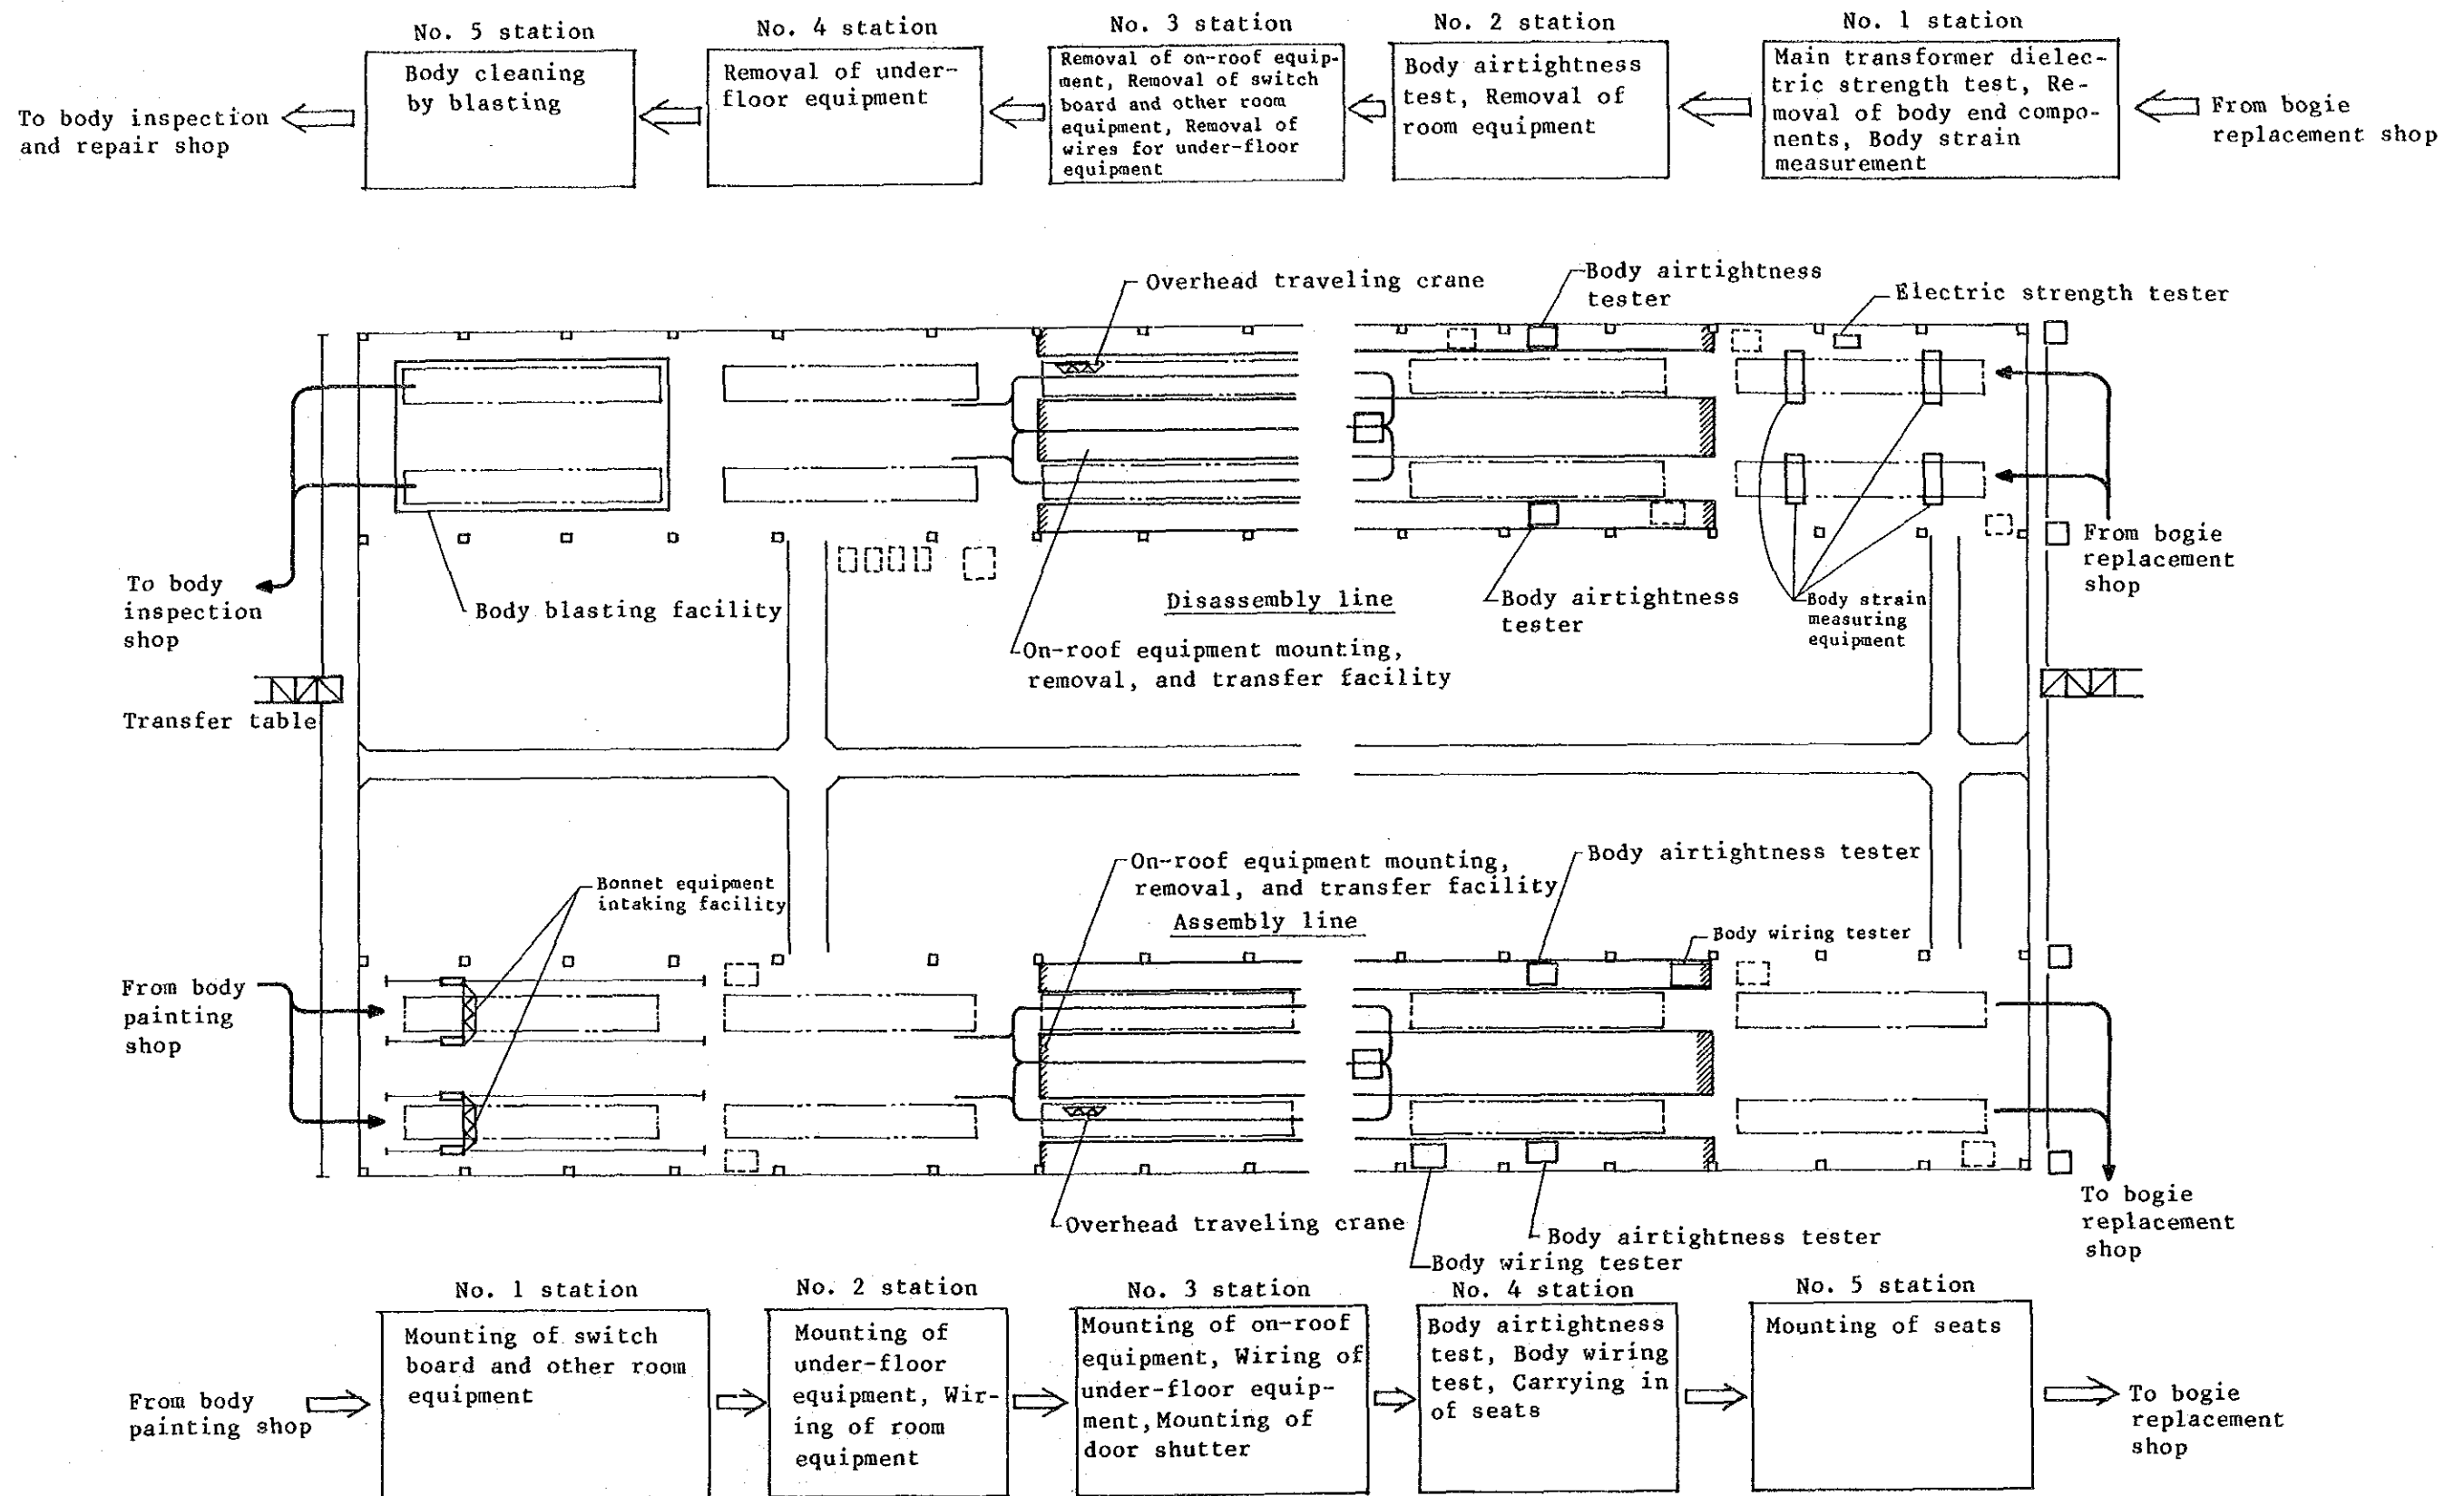 No. 5 station
Body cleaning
by blasting
No. 4 station
Removal of under-
floor equipment
No. 3 station
Removal of on-roof equip-
ment, Removal of switch
board and other room
equipment, Removal of
wires for under-floor
equipment
No. 2 station
Body airtightness
test, Removal of
room equipment
No. 1 station
Main transformer dielec-
tric strength test, Re-
moval of body end compo-
nents, Body strain
measurement
To body inspection
and repair shop
From bogie
replacement shop
Overhead traveling crane
Body airtightness
tester
Electric strength tester
To body
inspection
shop
Body blasting facility
Disassembly line
On-roof equipment mounting,
removal, and transfer facility
Body airtightness
tester
Body strain
measuring
equipment
From bogie
replacement
shop
Transfer table
Bonnet equipment
intaking facility
On-roof equipment mounting,
removal, and transfer facility
Assembly line
Body airtightness tester
Body wiring tester
From body
painting
shop
Overhead traveling crane
Body airtightness tester
Body wiring tester
To bogie
replacement
shop
No. 1 station
Mounting of switch
board and other room
equipment
No. 2 station
Mounting of
under-floor
equipment, Wir-
ing of room
equipment
No. 3 station
Mounting of on-roof
equipment, Wiring of
under-floor equip-
ment, Mounting of
door shutter
No. 4 station
Body airtightness
test, Body wiring
test, Carrying in
of seats
No. 5 station
Mounting of seats
From body
painting shop
To bogie
replacement
shop